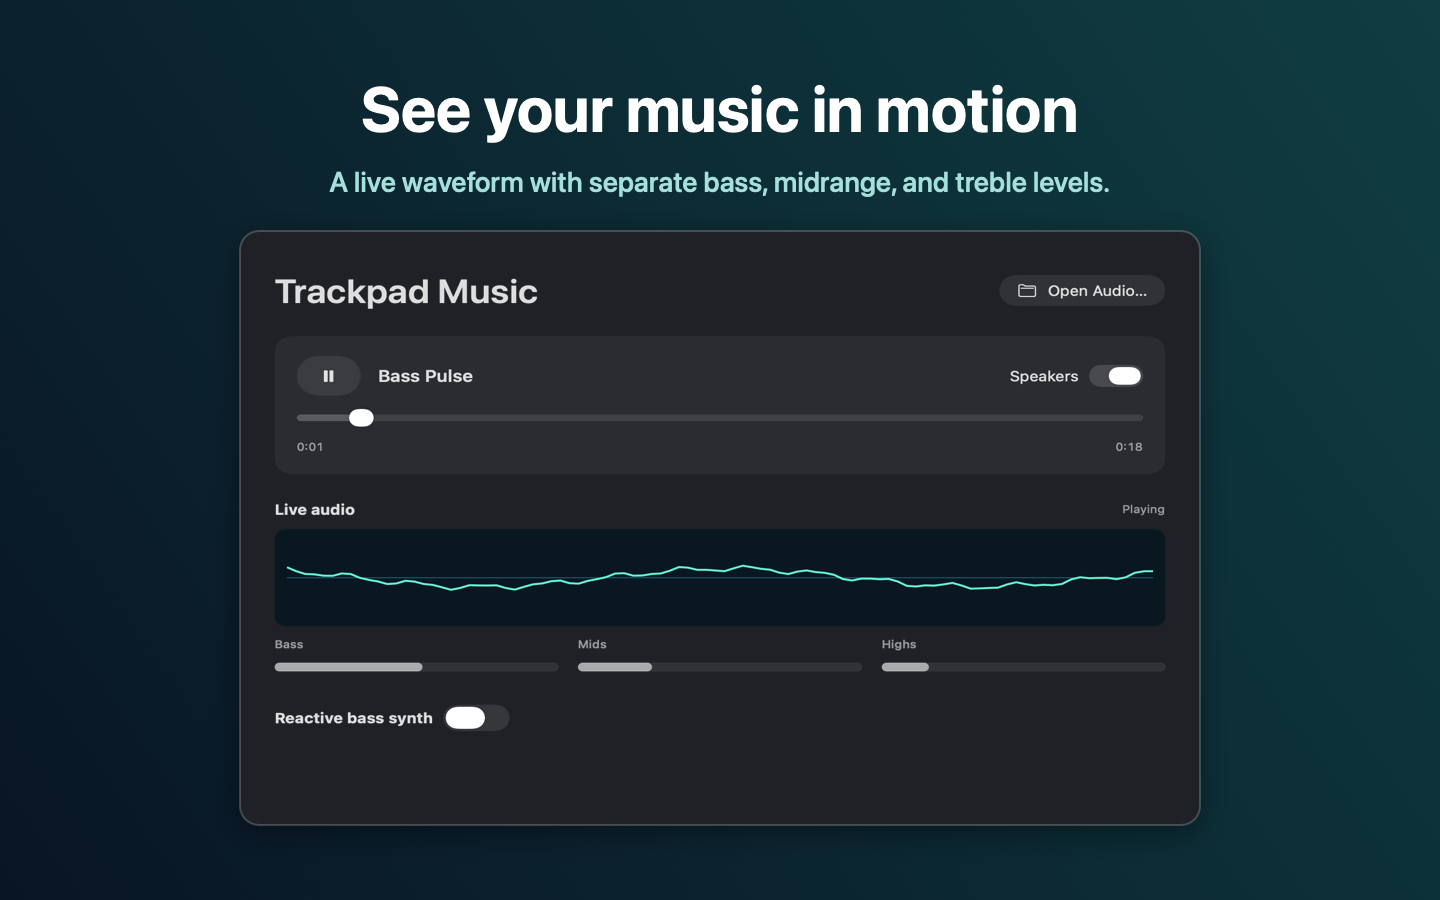 See your music in motion
A live waveform with separate bass, midrange, and treble levels.
Trackpad Music
Open Audio...
Bass Pulse
Speakers
0:01
0:18
Live audio
Playing
Bass
Mids
Highs
Reactive bass synth